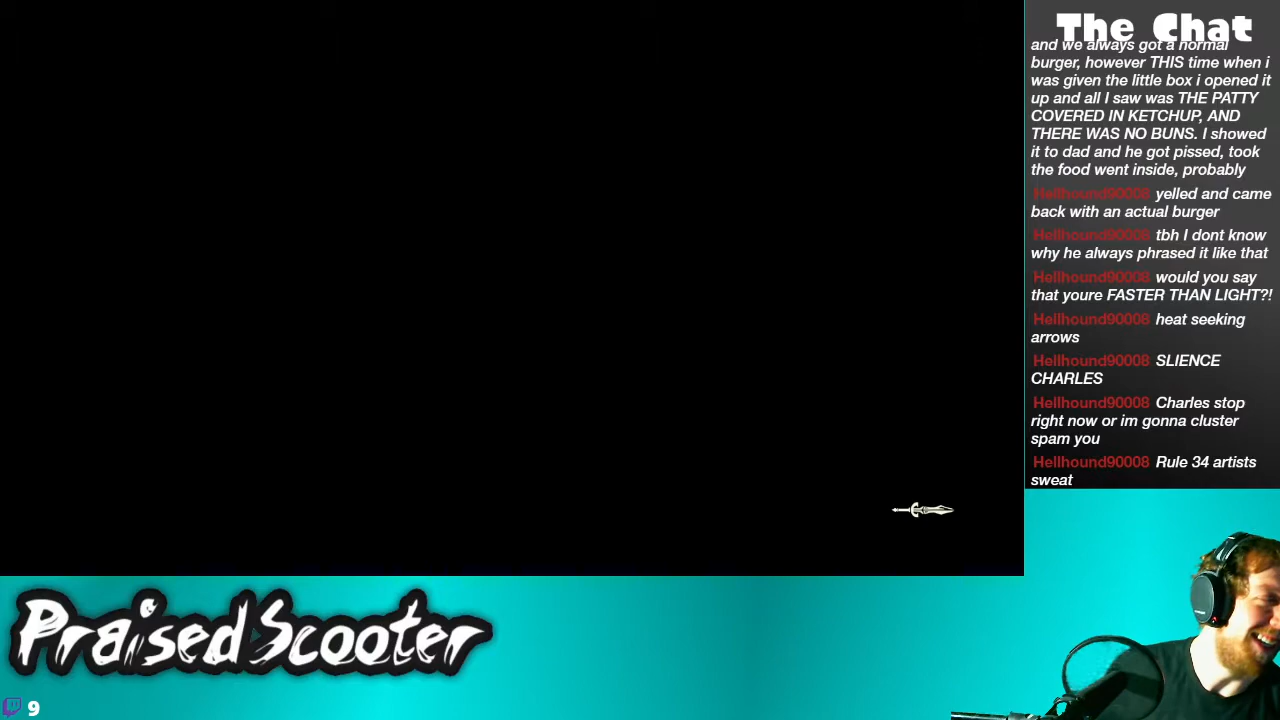 The Chat
and we always got a normal
burger, however THIS time when i
was given the little box i opened it
up and all I saw was THE PATTY
COVERED IN KETCHUP, AND
THERE WAS NO BUNS. I showed
it to dad and he got pissed, took
the food went inside, probably
Hellhound90008 yelled and came
back with an actual burger
Hellhound90008 tbh I dont know
why he always phrased it like that
Hellhound90008 would you say
that youre FASTER THAN LIGHT?!
Hellhound90008 heat seeking
arrows
Hellhound90008 SLIENCE
CHARLES
Hellhound90008 Charles stop
right now or im gonna cluster
spam you
Hellhound90008 Rule 34 artists
sweat
PraisedScooter
9